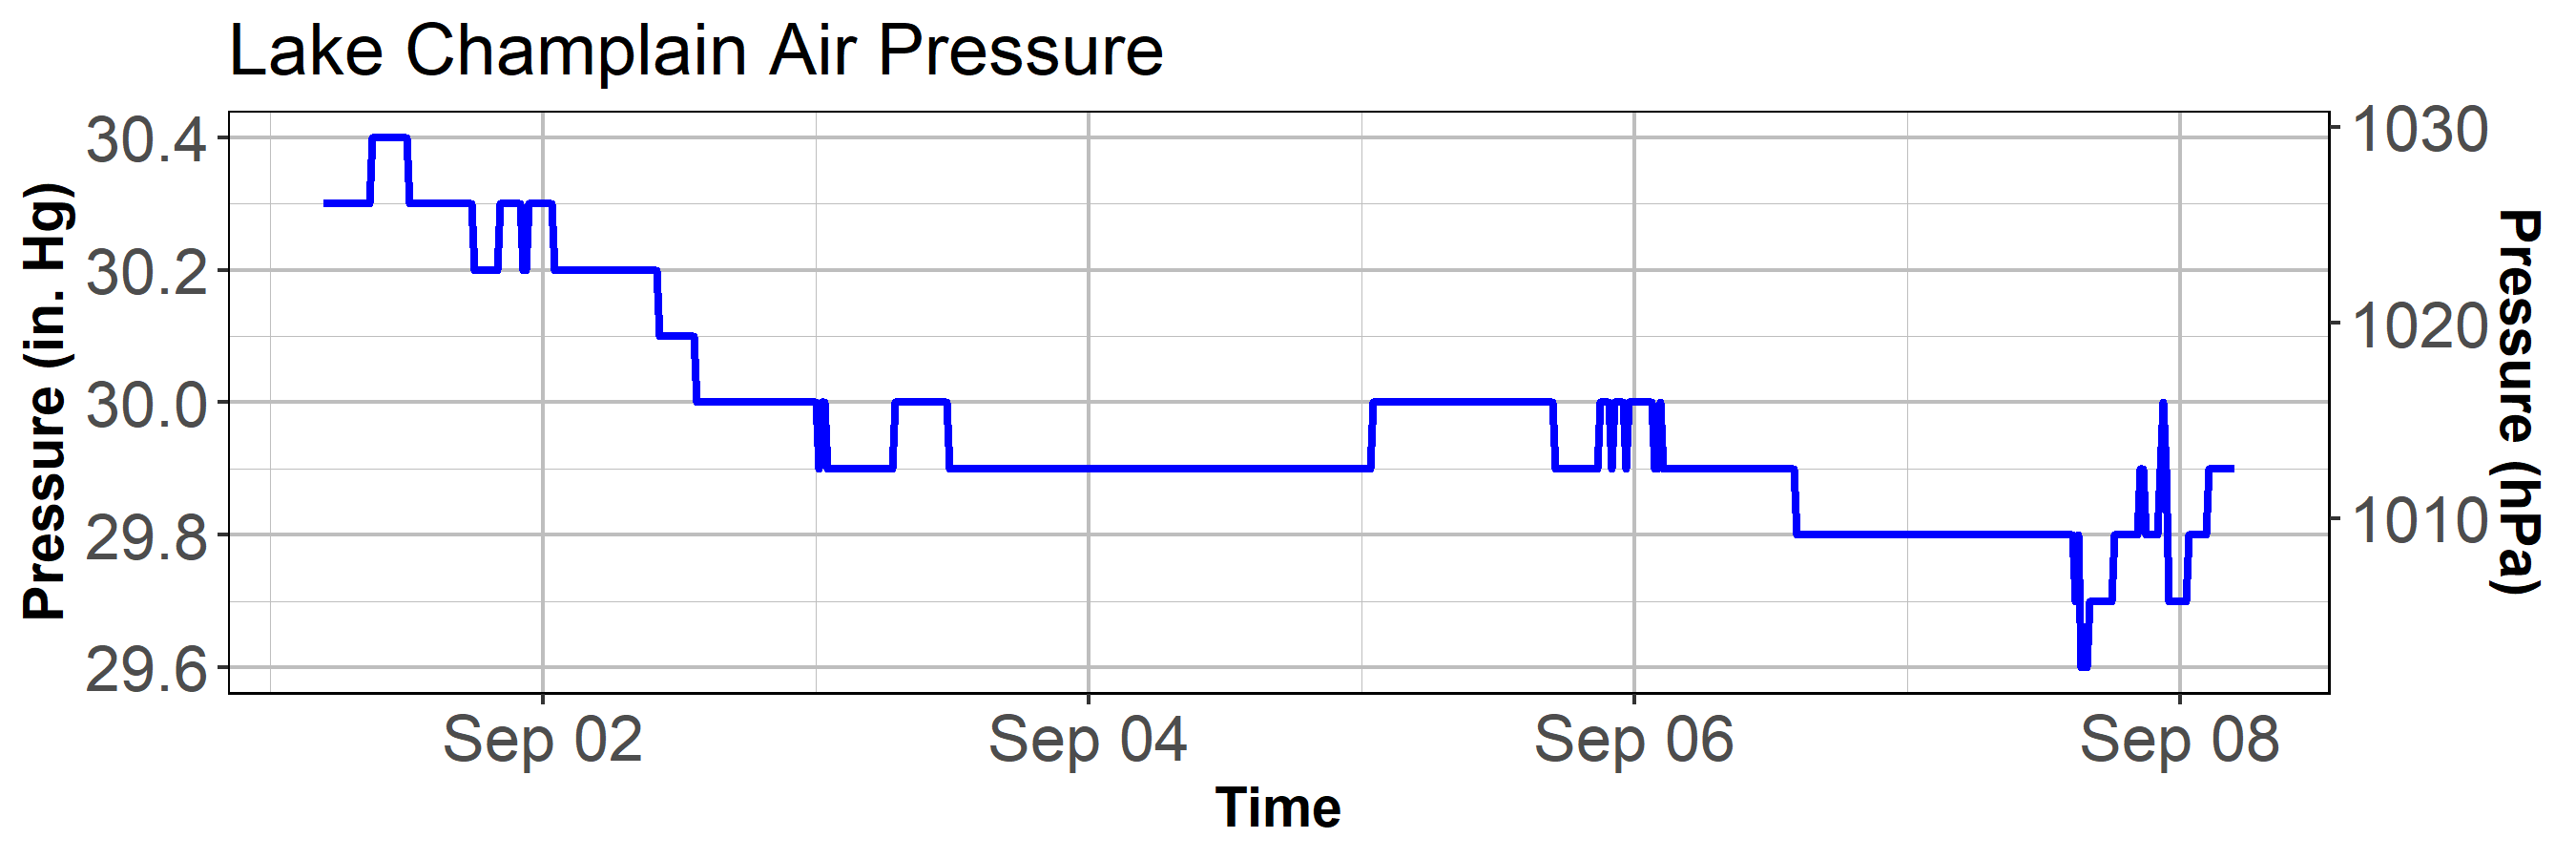 Lake Champlain Air Pressure
Pressure (in. Hg)
30.4
30.2
30.0
29.8
29.6
1030
1020
1010
Pressure (hPa)
Sep 02 Sep 04 Sep 06 Sep 08
Time